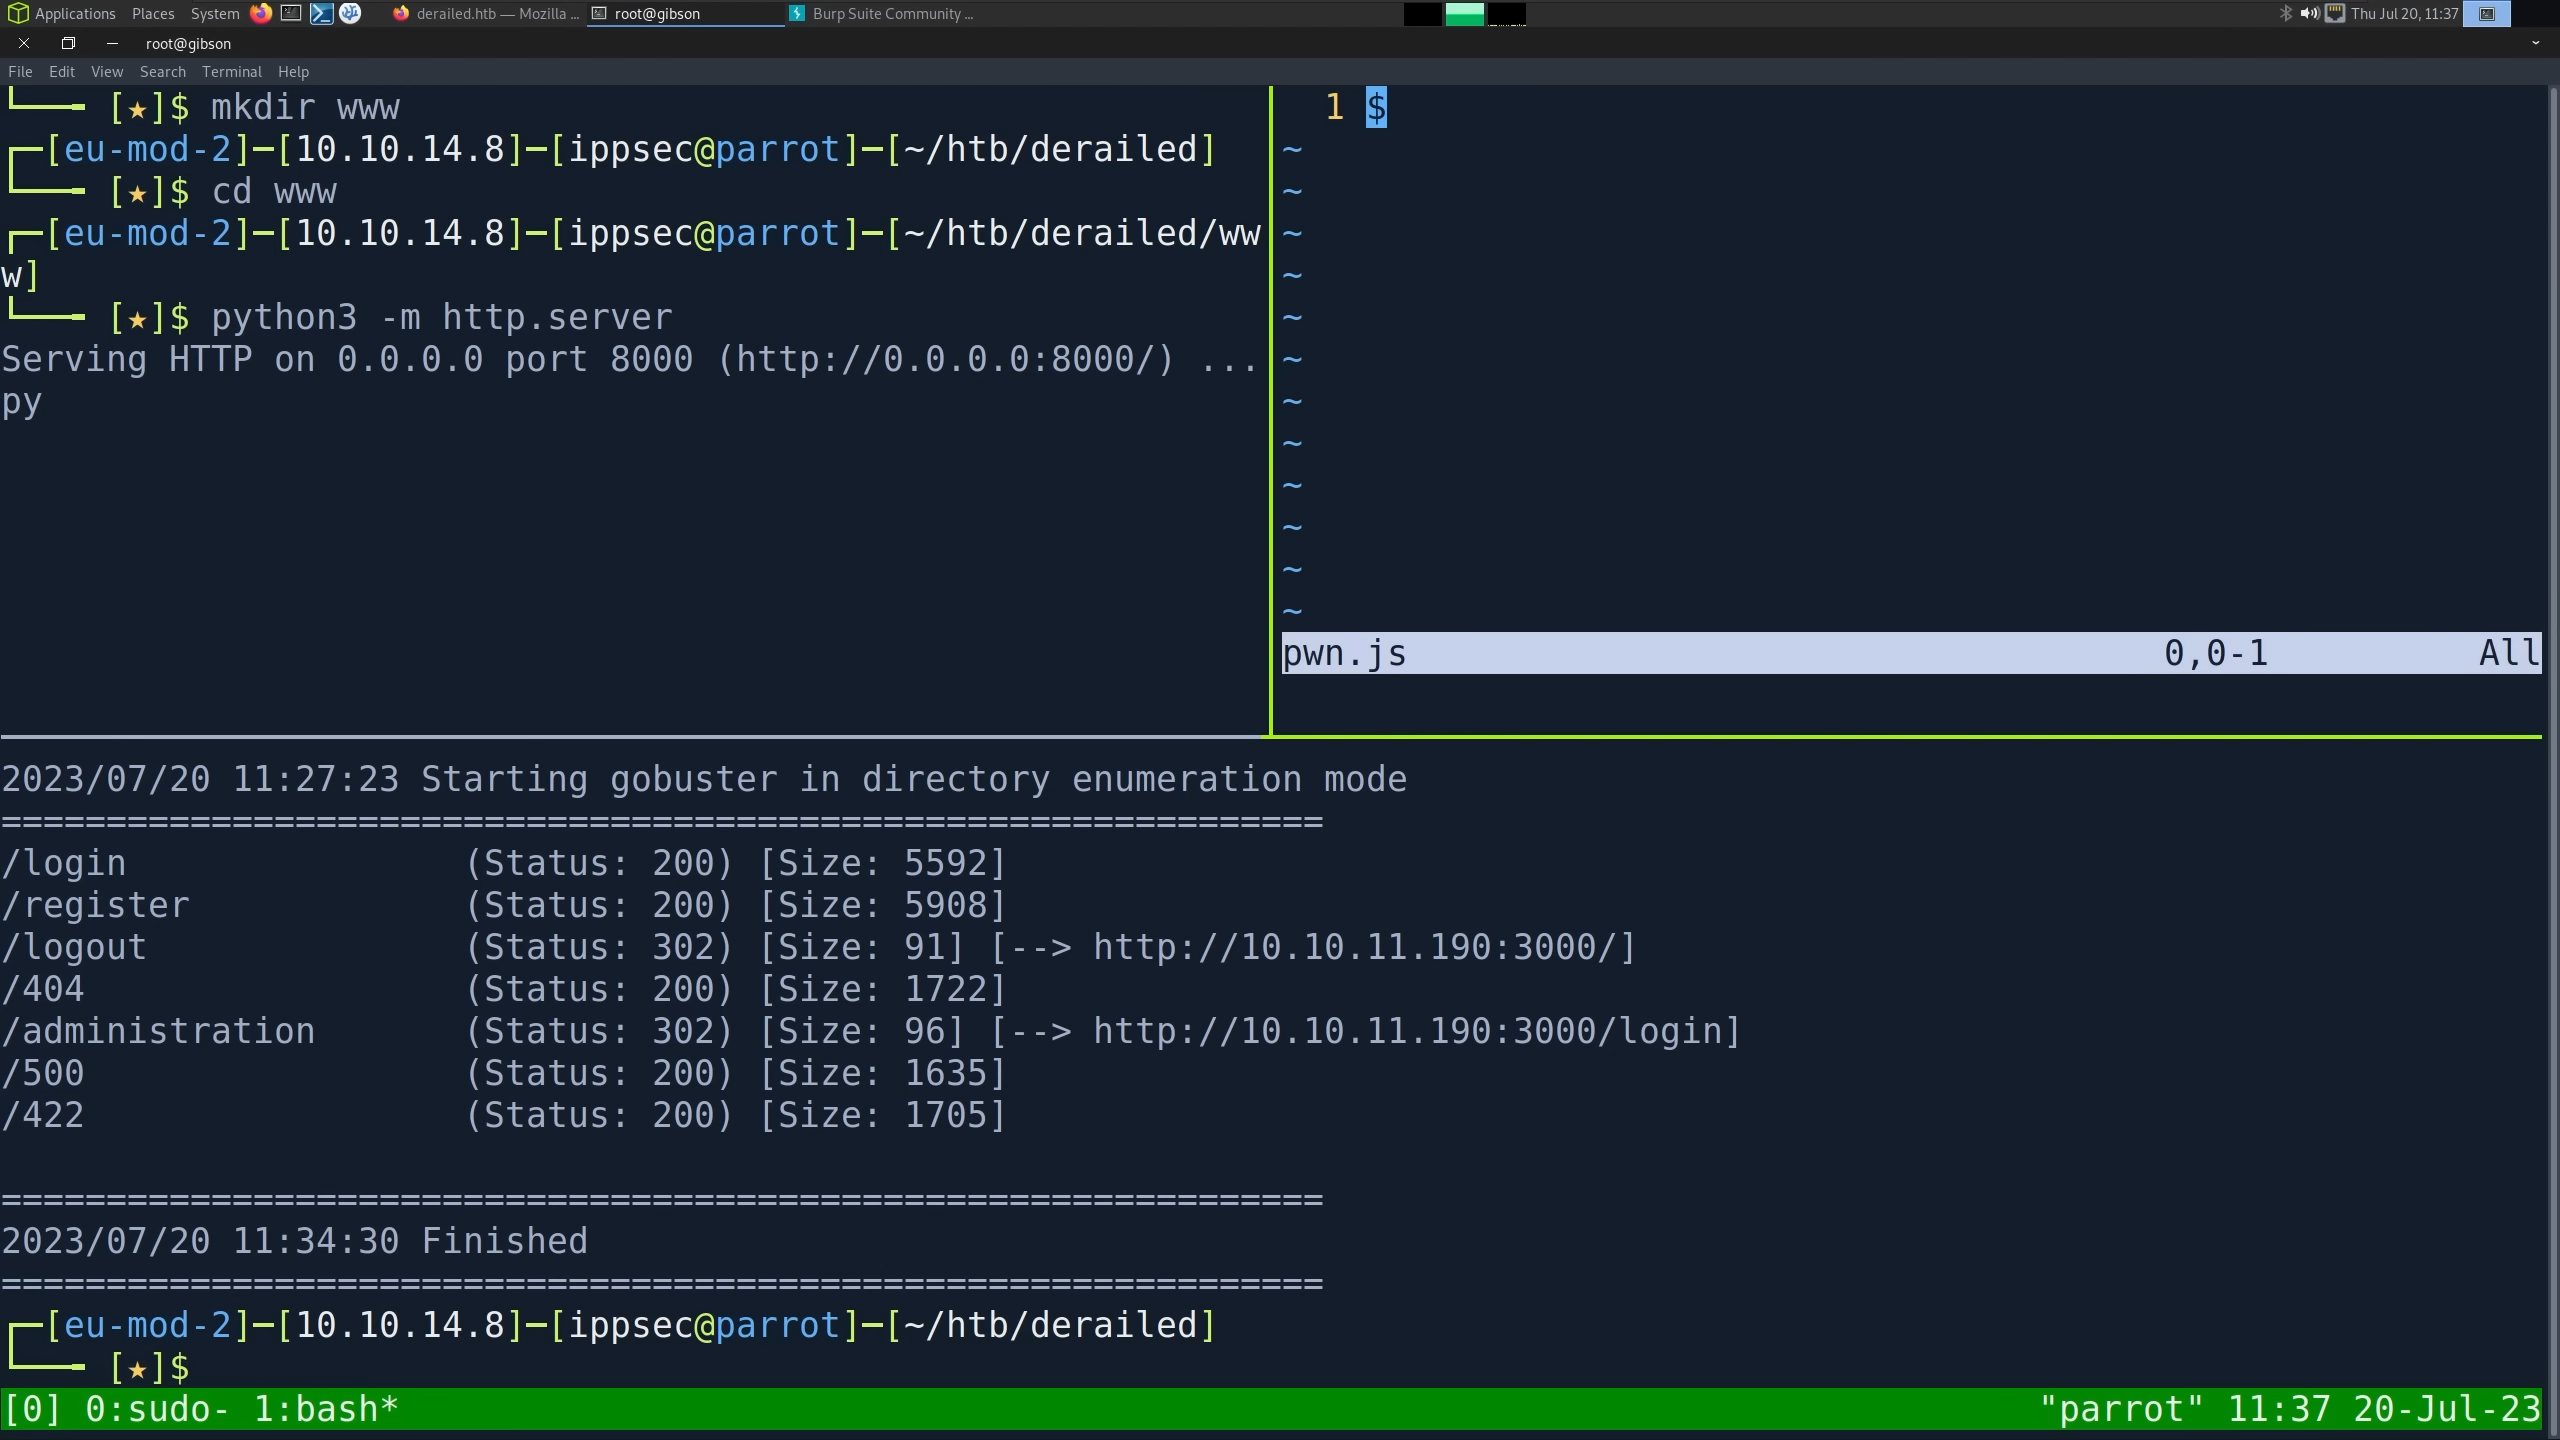 Applications Places System derailed.htb — Mozilla ... root@gibson Burp Suite Community ... Thu Jul 20, 11:37
root@gibson
File Edit View Search Terminal Help
└──╼ [★]$ mkdir www
┌─[eu-mod-2]─[10.10.14.8]─[ippsec@parrot]─[~/htb/derailed]
└──╼ [★]$ cd www
┌─[eu-mod-2]─[10.10.14.8]─[ippsec@parrot]─[~/htb/derailed/ww
w]
└──╼ [★]$ python3 -m http.server
Serving HTTP on 0.0.0.0 port 8000 (http://0.0.0.0:8000/) ...
py
1 $
~
~
~
~
~
~
~
~
~
~
~
~
pwn.js 0,0-1 All
2023/07/20 11:27:23 Starting gobuster in directory enumeration mode
===============================================================
/login (Status: 200) [Size: 5592]
/register (Status: 200) [Size: 5908]
/logout (Status: 302) [Size: 91] [--> http://10.10.11.190:3000/]
/404 (Status: 200) [Size: 1722]
/administration (Status: 302) [Size: 96] [--> http://10.10.11.190:3000/login]
/500 (Status: 200) [Size: 1635]
/422 (Status: 200) [Size: 1705]
===============================================================
2023/07/20 11:34:30 Finished
===============================================================
┌─[eu-mod-2]─[10.10.14.8]─[ippsec@parrot]─[~/htb/derailed]
└──╼ [★]$
[0] 0:sudo- 1:bash* "parrot" 11:37 20-Jul-23